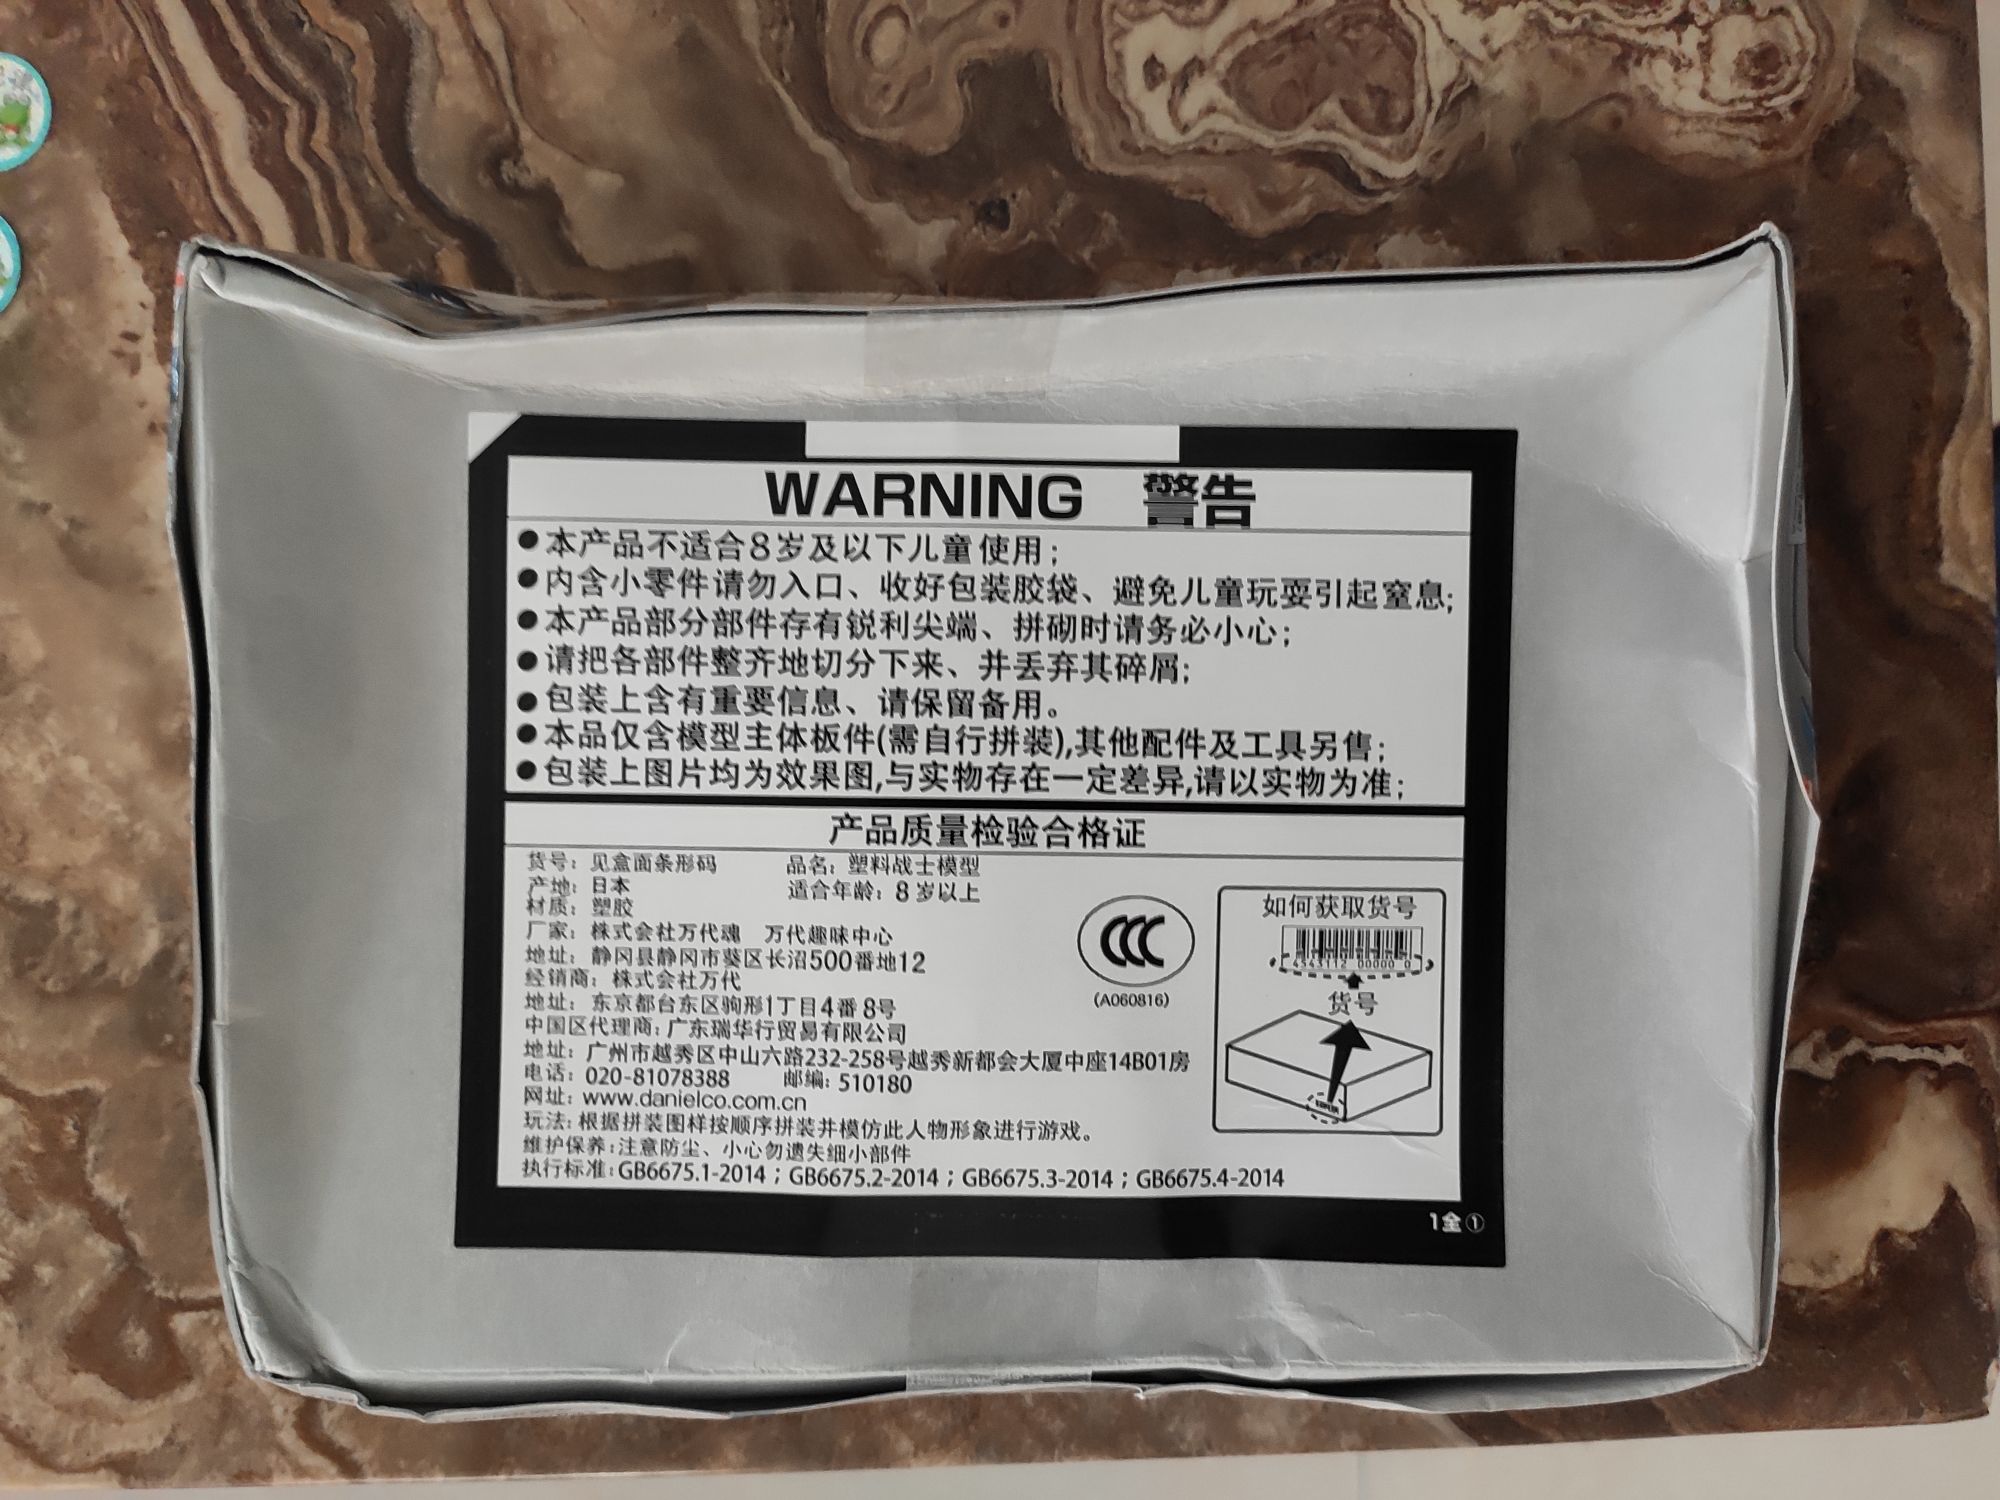 WARNING 警告
●本产品不适合8岁及以下儿童使用;
●内含小零件请勿入口、收好包装胶袋、避免儿童玩耍引起窒息;
●本产品部分部件存有锐利尖端、拼砌时请务必小心;
●请把各部件整齐地切分下来、并丢弃其碎屑;
●包装上含有重要信息、请保留备用。
●本品仅含模型主体板件(需自行拼装),其他配件及工具另售;
●包装上图片均为效果图,与实物存在一定差异,请以实物为准;
产品质量检验合格证
货号: 见盒面条形码 品名: 塑料战士模型
产地: 日本 适合年龄: 8岁以上
材质: 塑胶
厂家: 株式会社万代魂 万代趣味中心
地址: 静冈县静冈市葵区长沼500番地12
经销商: 株式会社万代
地址: 东京都台东区驹形1丁目4番8号
中国区代理商: 广东瑞华行贸易有限公司
地址: 广州市越秀区中山六路232-258号越秀新都会大厦中座14B01房
电话: 020-81078388 邮编: 510180
网址: www.danielco.com.cn
玩法: 根据拼装图样按顺序拼装并模仿此人物形象进行游戏。
维护保养: 注意防尘、小心勿遗失细小部件
执行标准: GB6675.1-2014; GB6675.2-2014; GB6675.3-2014; GB6675.4-2014
CCC
(A060816)
如何获取货号
4543112 00000 0
货号
1全①